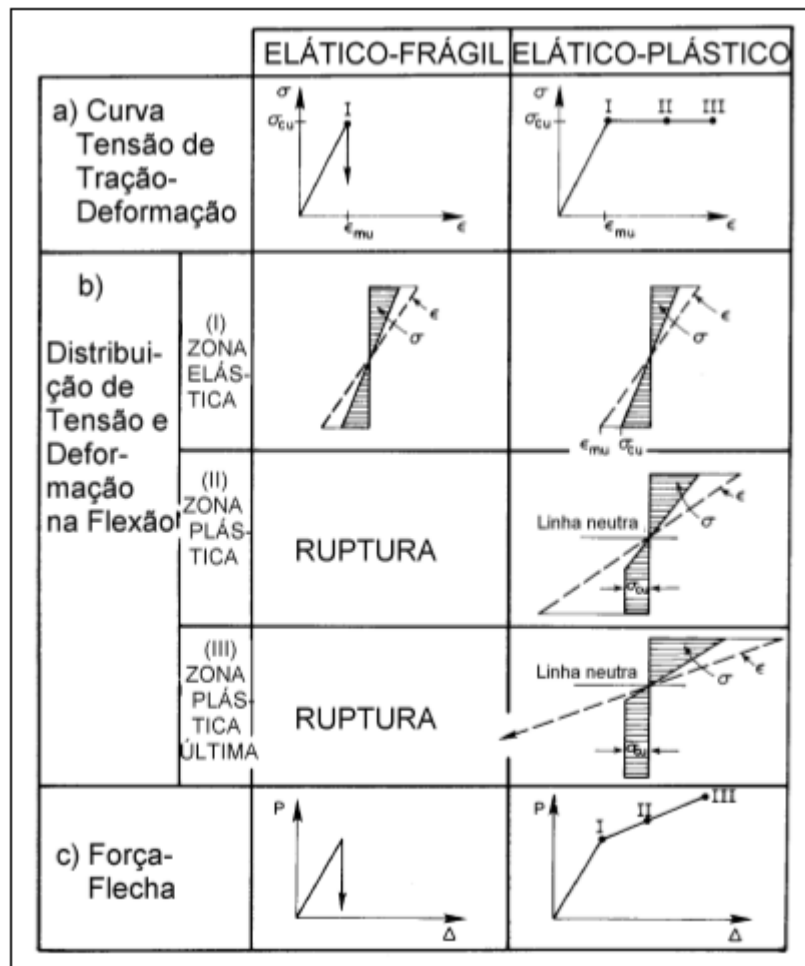 ELÁTICO-FRÁGIL
ELÁTICO-PLÁSTICO
a) Curva
Tensão de
Tração-
Deformação
σ
σcu
I
ϵmu
ϵ
σ
σcu
I
II
III
ϵmu
ϵ
b)
Distribui-
ção de
Tensão e
Defor-
mação
na Flexão
(I)
ZONA
ELÁS-
TICA
ϵ
σ
ϵ
σ
ϵmu
σcu
(II)
ZONA
PLÁS-
TICA
RUPTURA
Linha neutra
ϵ
σ
σcu
(III)
ZONA
PLÁS-
TICA
ÚLTIMA
RUPTURA
Linha neutra
ϵ
σ
σcu
c) Força-
Flecha
P
Δ
P
I
II
III
Δ